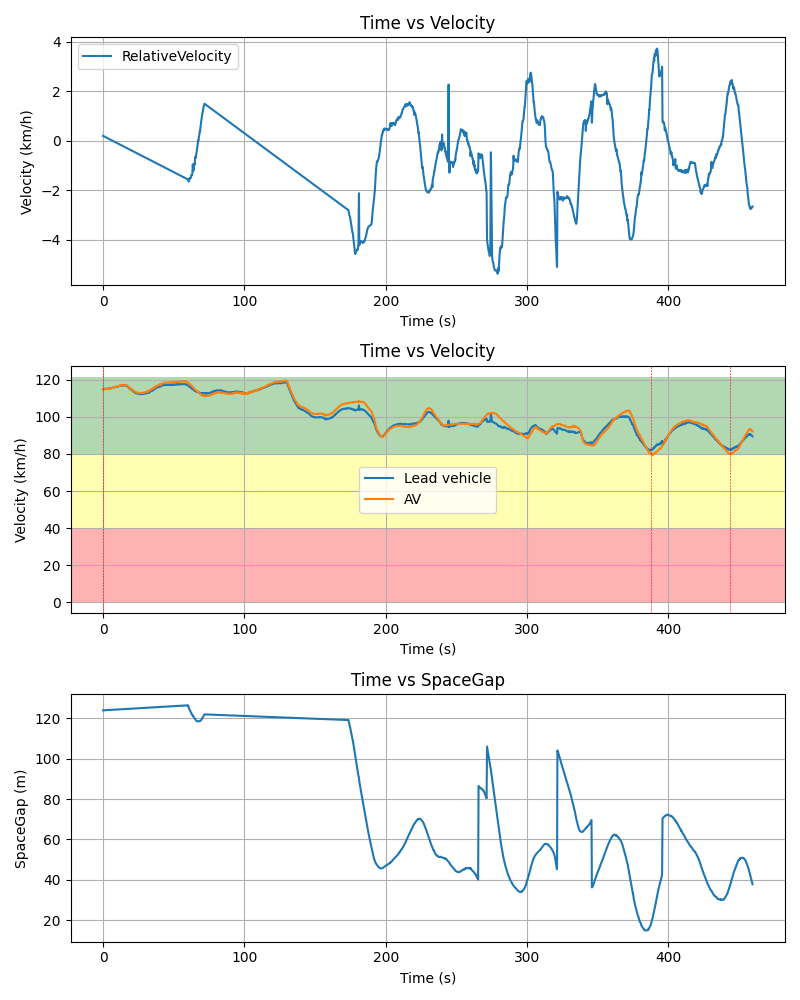 Time vs Velocity
4
2
0
−2
−4
Velocity (km/h)
RelativeVelocity
0 100 200 300 400
Time (s)
Time vs Velocity
120
100
80
60
40
20
0
Velocity (km/h)
Lead vehicle
AV
0 100 200 300 400
Time (s)
Time vs SpaceGap
120
100
80
60
40
20
SpaceGap (m)
0 100 200 300 400
Time (s)